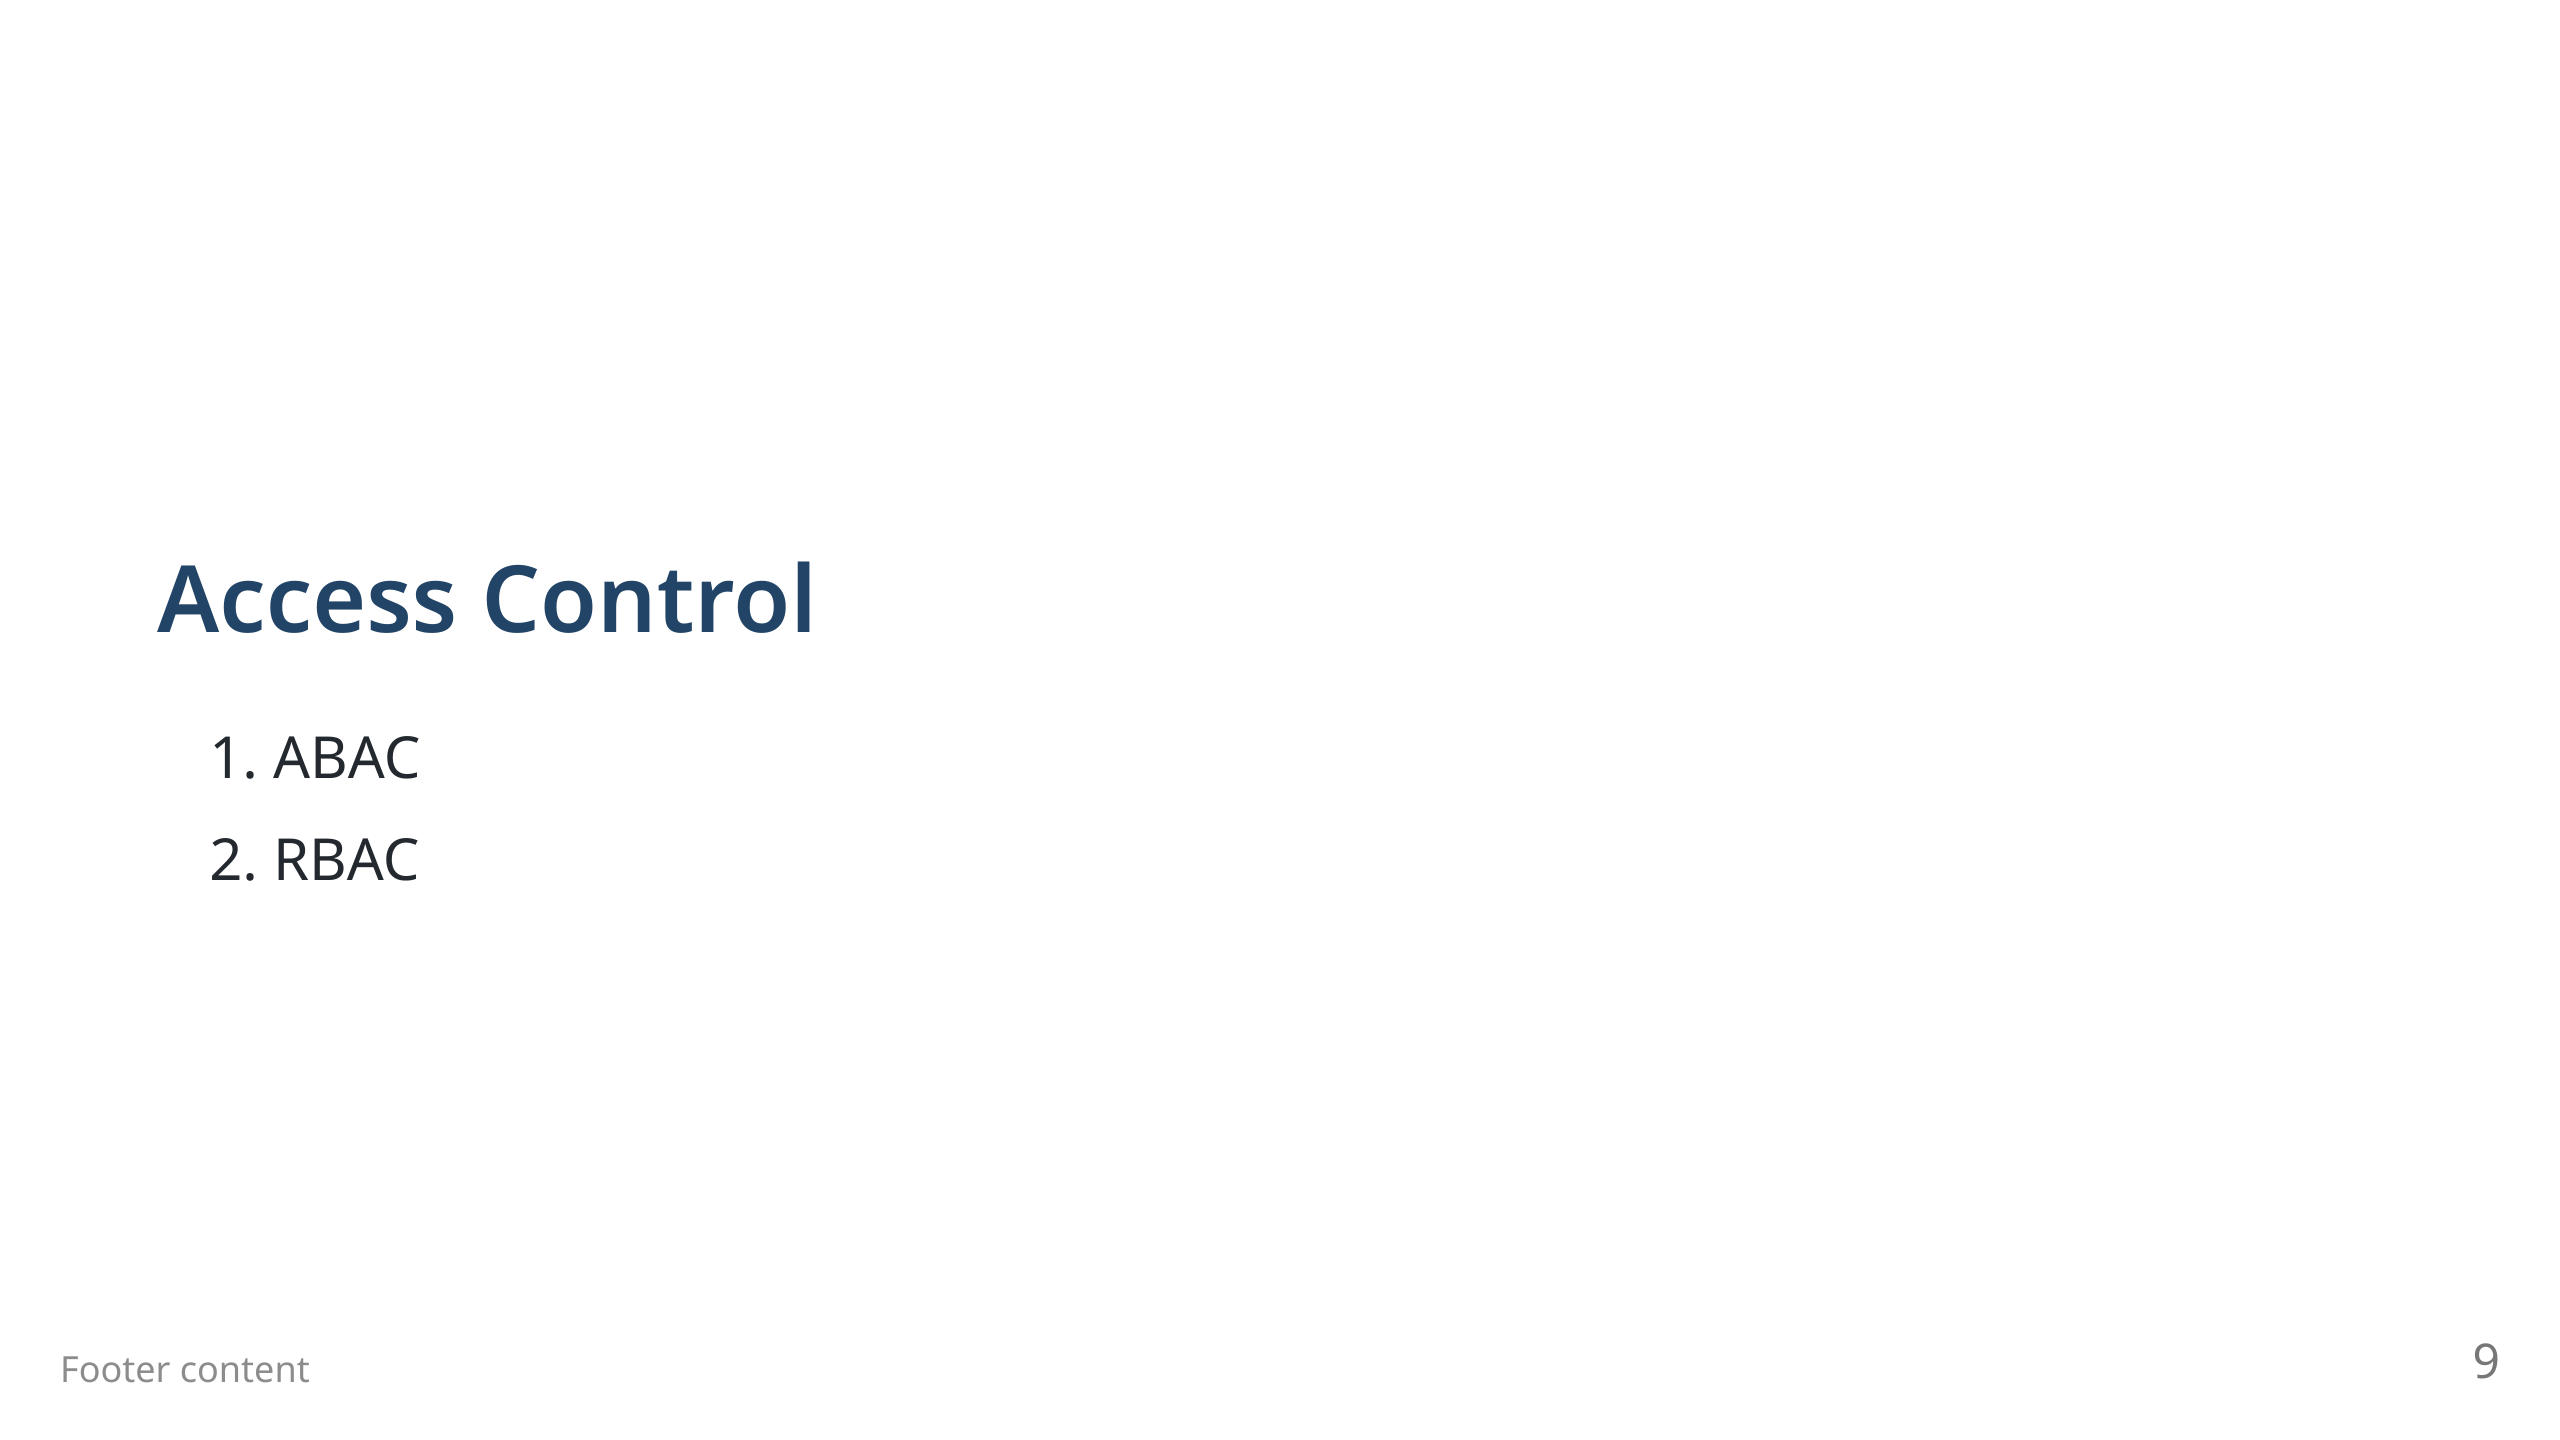 Access Control
1. ABAC
2. RBAC
Footer content
9